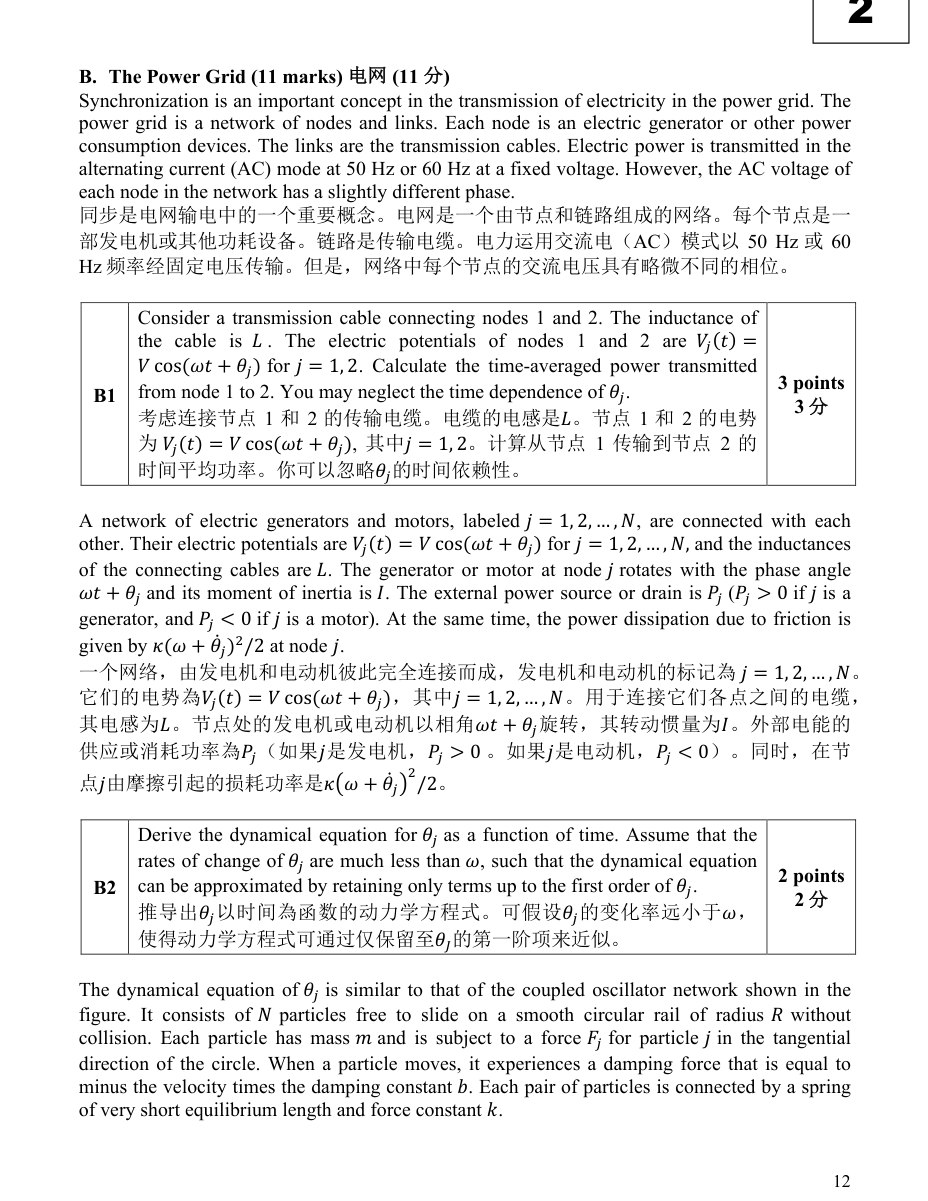 2
B. The Power Grid (11 marks) 电网 (11 分)
Synchronization is an important concept in the transmission of electricity in the power grid. The
power grid is a network of nodes and links. Each node is an electric generator or other power
consumption devices. The links are the transmission cables. Electric power is transmitted in the
alternating current (AC) mode at 50 Hz or 60 Hz at a fixed voltage. However, the AC voltage of
each node in the network has a slightly different phase.
同步是电网输电中的一个重要概念。电网是一个由节点和链路组成的网络。每个节点是一
部发电机或其他功耗设备。链路是传输电缆。电力运用交流电（AC）模式以 50 Hz 或 60
Hz 频率经固定电压传输。但是，网络中每个节点的交流电压具有略微不同的相位。
B1
Consider a transmission cable connecting nodes 1 and 2. The inductance of
the cable is L . The electric potentials of nodes 1 and 2 are Vⱼ(t) =
V cos(ωt + θⱼ) for j = 1, 2. Calculate the time-averaged power transmitted
from node 1 to 2. You may neglect the time dependence of θⱼ.
考虑连接节点 1 和 2 的传输电缆。电缆的电感是L。节点 1 和 2 的电势
为 Vⱼ(t) = V cos(ωt + θⱼ), 其中j = 1, 2。计算从节点 1 传输到节点 2 的
时间平均功率。你可以忽略θⱼ的时间依赖性。
3 points
3 分
A network of electric generators and motors, labeled j = 1, 2, … , N, are connected with each
other. Their electric potentials are Vⱼ(t) = V cos(ωt + θⱼ) for j = 1, 2, … , N, and the inductances
of the connecting cables are L. The generator or motor at node j rotates with the phase angle
ωt + θⱼ and its moment of inertia is I. The external power source or drain is Pⱼ (Pⱼ > 0 if j is a
generator, and Pⱼ < 0 if j is a motor). At the same time, the power dissipation due to friction is
given by κ(ω + θ̇ⱼ)²/2 at node j.
一个网络，由发电机和电动机彼此完全连接而成，发电机和电动机的标记為 j = 1, 2, … , N。
它们的电势為Vⱼ(t) = V cos(ωt + θⱼ)，其中j = 1, 2, … , N。用于连接它们各点之间的电缆，
其电感为L。节点处的发电机或电动机以相角ωt + θⱼ旋转，其转动惯量为I。外部电能的
供应或消耗功率為Pⱼ（如果j是发电机，Pⱼ > 0 。如果j是电动机，Pⱼ < 0）。同时，在节
点j由摩擦引起的损耗功率是κ(ω + θ̇ⱼ)²/2。
B2
Derive the dynamical equation for θⱼ as a function of time. Assume that the
rates of change of θⱼ are much less than ω, such that the dynamical equation
can be approximated by retaining only terms up to the first order of θⱼ.
推导出θⱼ以时间為函数的动力学方程式。可假设θⱼ的变化率远小于ω，
使得动力学方程式可通过仅保留至θⱼ的第一阶项来近似。
2 points
2 分
The dynamical equation of θⱼ is similar to that of the coupled oscillator network shown in the
figure. It consists of N particles free to slide on a smooth circular rail of radius R without
collision. Each particle has mass m and is subject to a force Fⱼ for particle j in the tangential
direction of the circle. When a particle moves, it experiences a damping force that is equal to
minus the velocity times the damping constant b. Each pair of particles is connected by a spring
of very short equilibrium length and force constant k.
12